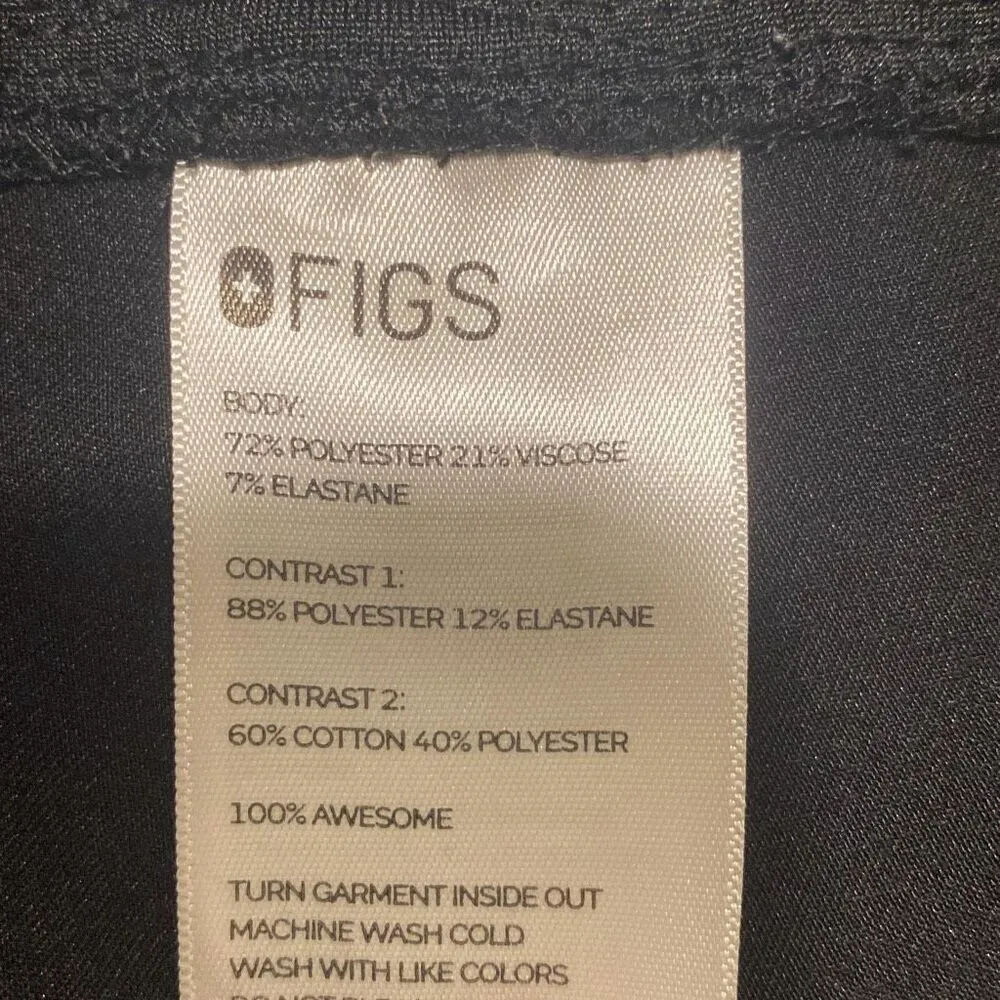 FIGS
BODY:
72% POLYESTER 21% VISCOSE
7% ELASTANE
CONTRAST 1:
88% POLYESTER 12% ELASTANE
CONTRAST 2:
60% COTTON 40% POLYESTER
100% AWESOME
TURN GARMENT INSIDE OUT
MACHINE WASH COLD
WASH WITH LIKE COLORS